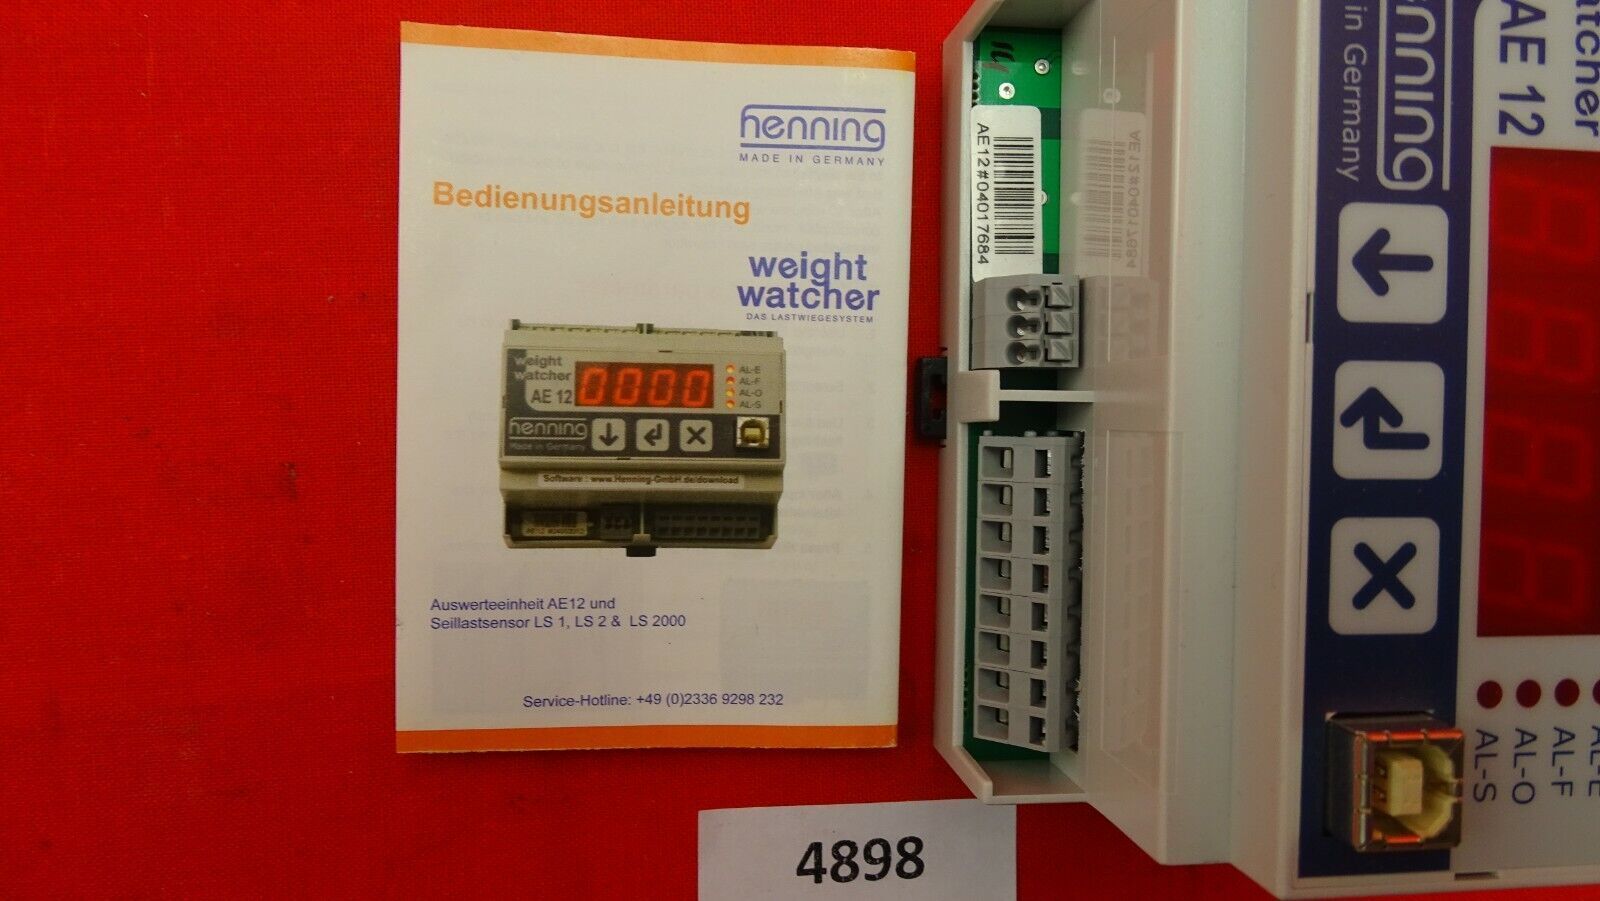 henning
MADE IN GERMANY
Bedienungsanleitung
weight
watcher
DAS LASTWIEGESYSTEM
weight
watcher
AE 12
0000
AL-E
AL-F
AL-O
AL-S
henning
Made in Germany
Software : www.Henning-GmbH.de/download
Auswerteeinheit AE12 und
Seillastsensor LS 1, LS 2 & LS 2000
Service-Hotline: +49 (0)2336 9298 232
AE12#04017684
henning
in Germany
atcher
AE 12
AL-S
AL-O
AL-F
4898